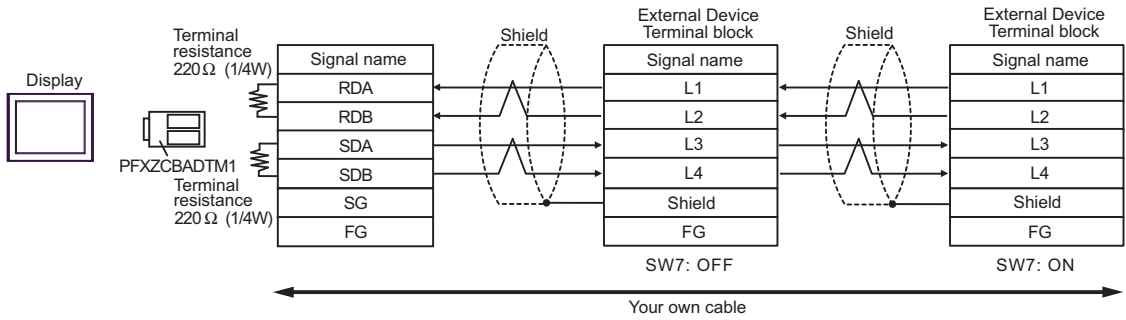 Display
PFXZCBADTM1
Terminal
resistance
220 Ω (1/4W)
Terminal
resistance
220 Ω (1/4W)
Signal name
RDA
RDB
SDA
SDB
SG
FG
Shield
External Device
Terminal block
Signal name
L1
L2
L3
L4
Shield
FG
SW7: OFF
Shield
External Device
Terminal block
Signal name
L1
L2
L3
L4
Shield
FG
SW7: ON
Your own cable